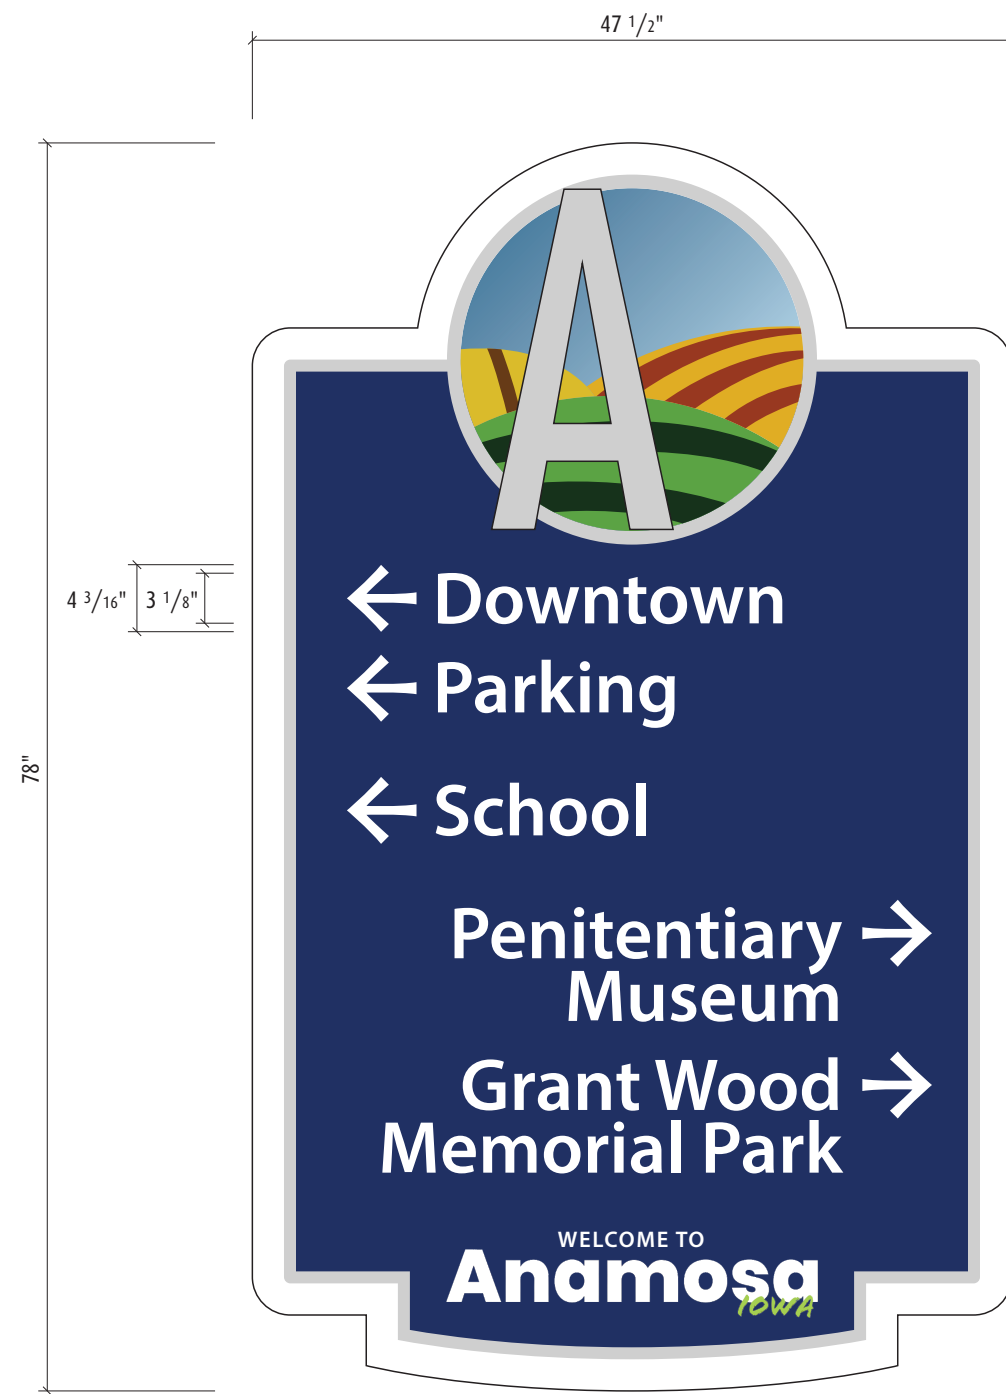 47 1/2"
A
4 3/16"
3 1/8"
78"
← Downtown
← Parking
← School
Penitentiary →
Museum
Grant Wood →
Memorial Park
WELCOME TO
Anamosa
IOWA